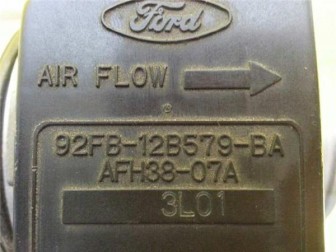 Ford
AIR FLOW
92FB-12B579-BA
AFH38-07A
3L01